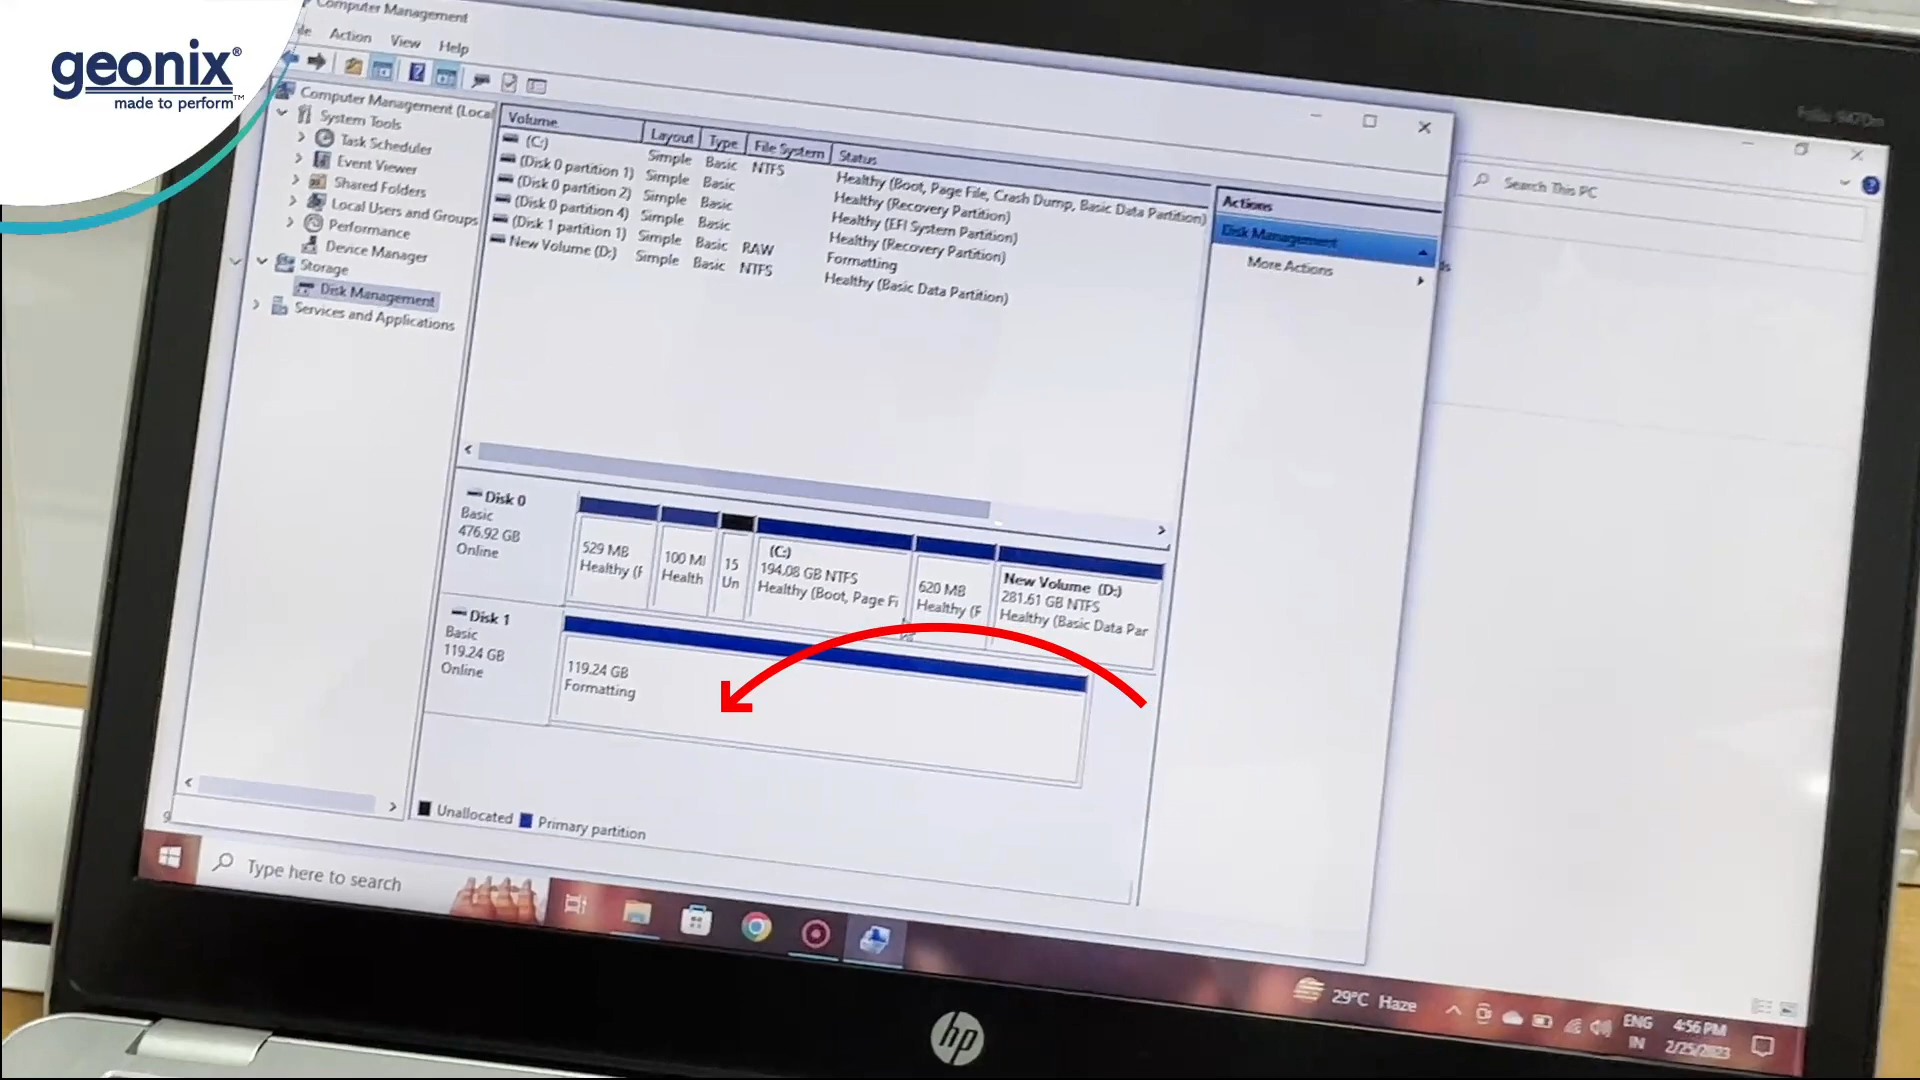 geonix®
made to perform™
Computer Management
File Action View Help
Computer Management (Local
System Tools
Task Scheduler
Event Viewer
Shared Folders
Local Users and Groups
Performance
Device Manager
Storage
Disk Management
Services and Applications
Volume Layout Type File System Status
(C:) Simple Basic NTFS Healthy (Boot, Page File, Crash Dump, Basic Data Partition)
(Disk 0 partition 1) Simple Basic Healthy (Recovery Partition)
(Disk 0 partition 2) Simple Basic Healthy (EFI System Partition)
(Disk 0 partition 4) Simple Basic Healthy (Recovery Partition)
(Disk 1 partition 1) Simple Basic RAW Formatting
New Volume (D:) Simple Basic NTFS Healthy (Basic Data Partition)
Actions
Disk Management
More Actions
Search This PC
Disk 0
Basic
476.92 GB
Online
529 MB
Healthy (F
100 MI
Health
15
Un
(C:)
194.08 GB NTFS
Healthy (Boot, Page Fi
620 MB
Healthy (F
New Volume (D:)
281.61 GB NTFS
Healthy (Basic Data Par
Disk 1
Basic
119.24 GB
Online
119.24 GB
Formatting
Unallocated Primary partition
9
Type here to search
29°C Haze
ENG
IN
4:56 PM
2/25/2023
hp